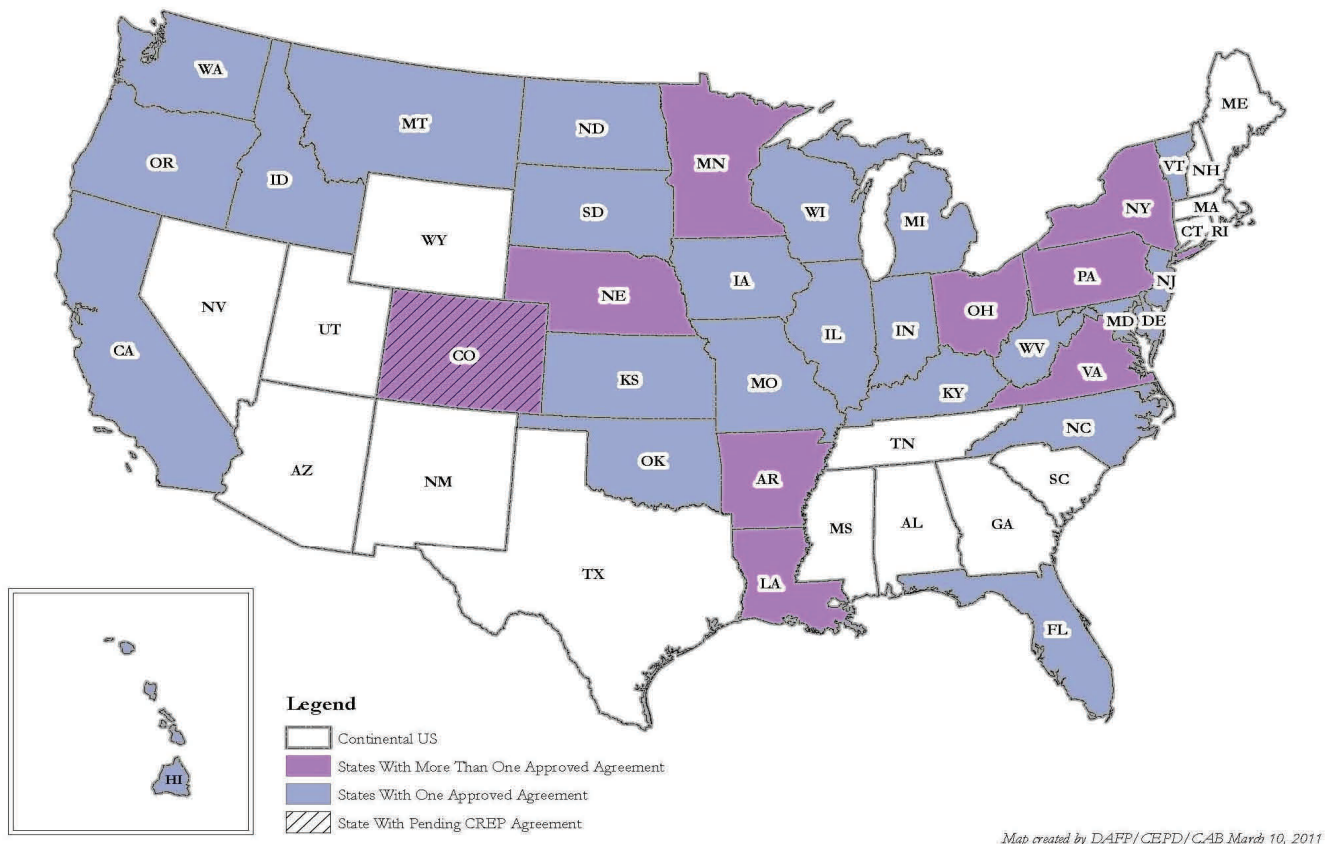 WA
MT
ND
MN
ME
OR
ID
SD
WI
MI
VT
NH
NY
MA
CT
RI
WY
NE
IA
PA
NJ
NV
UT
CO
IL
IN
OH
MD
DE
WV
CA
KS
MO
KY
VA
NC
AZ
NM
OK
AR
TN
SC
MS
AL
GA
TX
LA
FL
HI
Legend
Continental US
States With More Than One Approved Agreement
States With One Approved Agreement
State With Pending CREP Agreement
Map created by DAFP/CEPD/CAB March 10, 2011